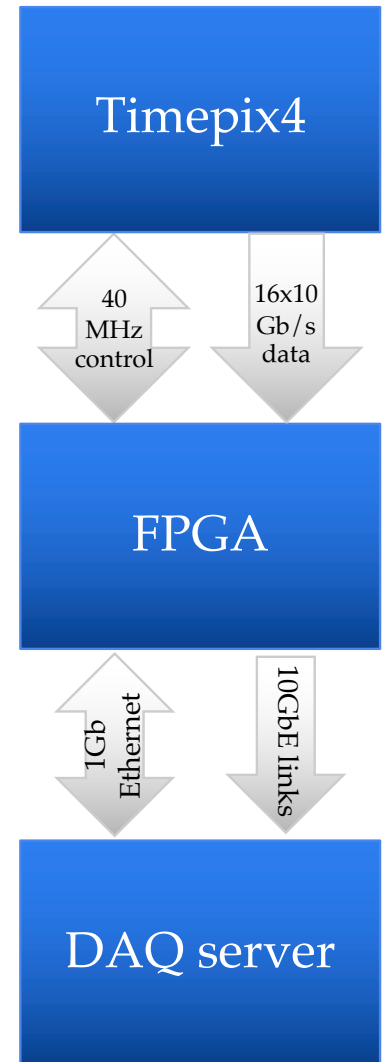 Timepix4
40
MHz
control
16x10
Gb/s
data
FPGA
1Gb
Ethernet
10GbE links
DAQ server